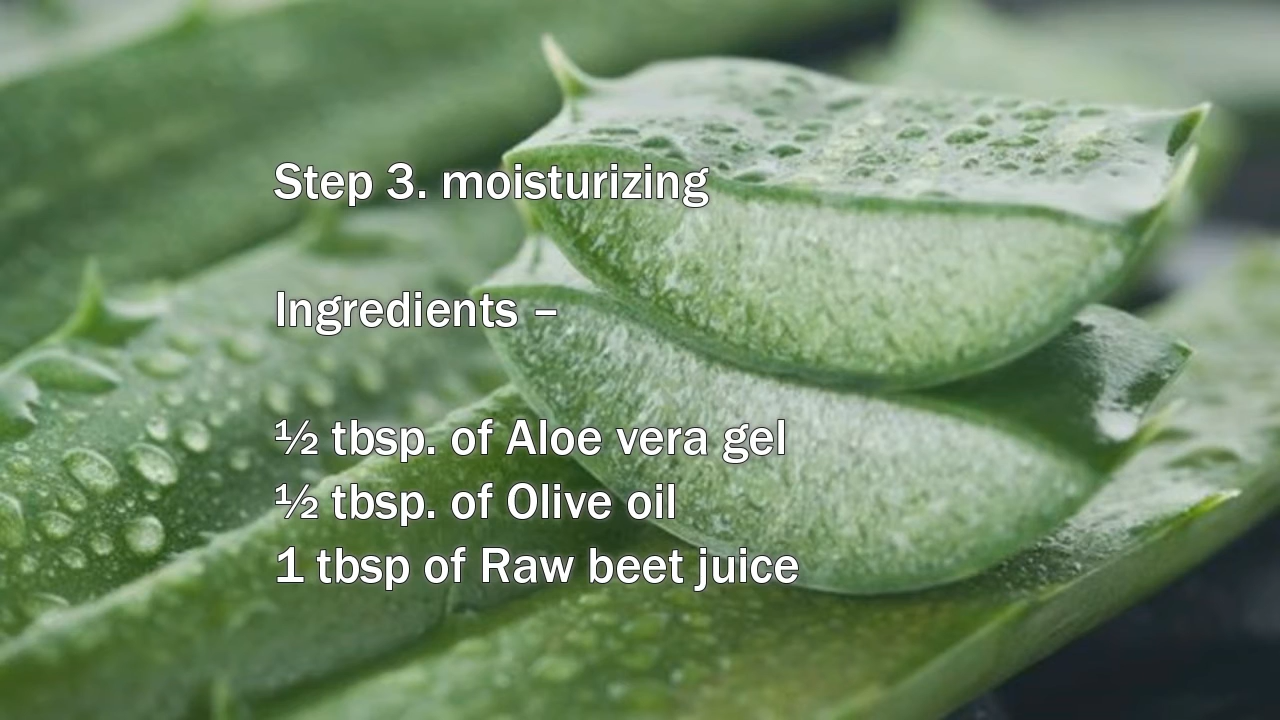 Step 3. moisturizing
Ingredients –
½ tbsp. of Aloe vera gel
½ tbsp. of Olive oil
1 tbsp of Raw beet juice